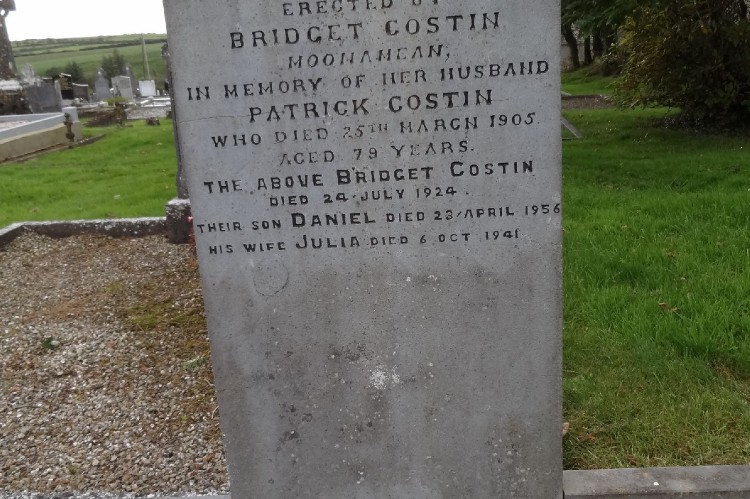 ERECTED BY
BRIDGET COSTIN
MOONAMEAN,
IN MEMORY OF HER HUSBAND
PATRICK COSTIN
WHO DIED 25TH MARCH 1905.
AGED 79 YEARS.
THE ABOVE BRIDGET COSTIN
DIED 24 JULY 1924.
THEIR SON DANIEL DIED 23 APRIL 1956
HIS WIFE JULIA DIED 6 OCT 1941